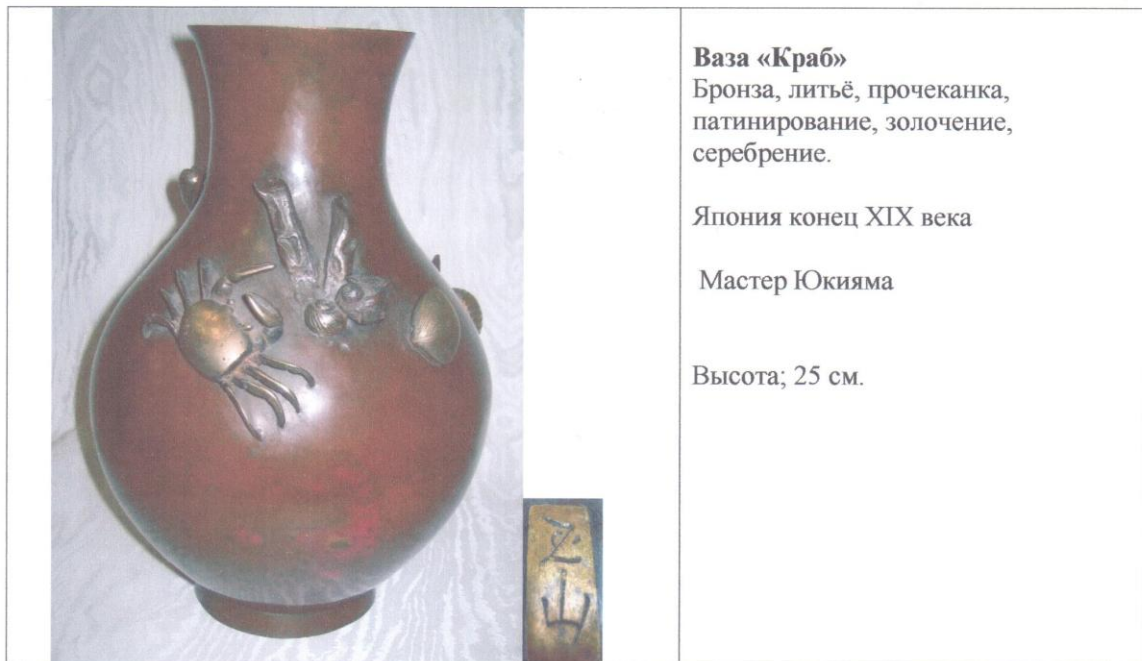 Ваза «Краб»
Бронза, литьё, прочеканка,
патинирование, золочение,
серебрение.
Япония конец XIX века
Мастер Юкияма
Высота; 25 см.
山